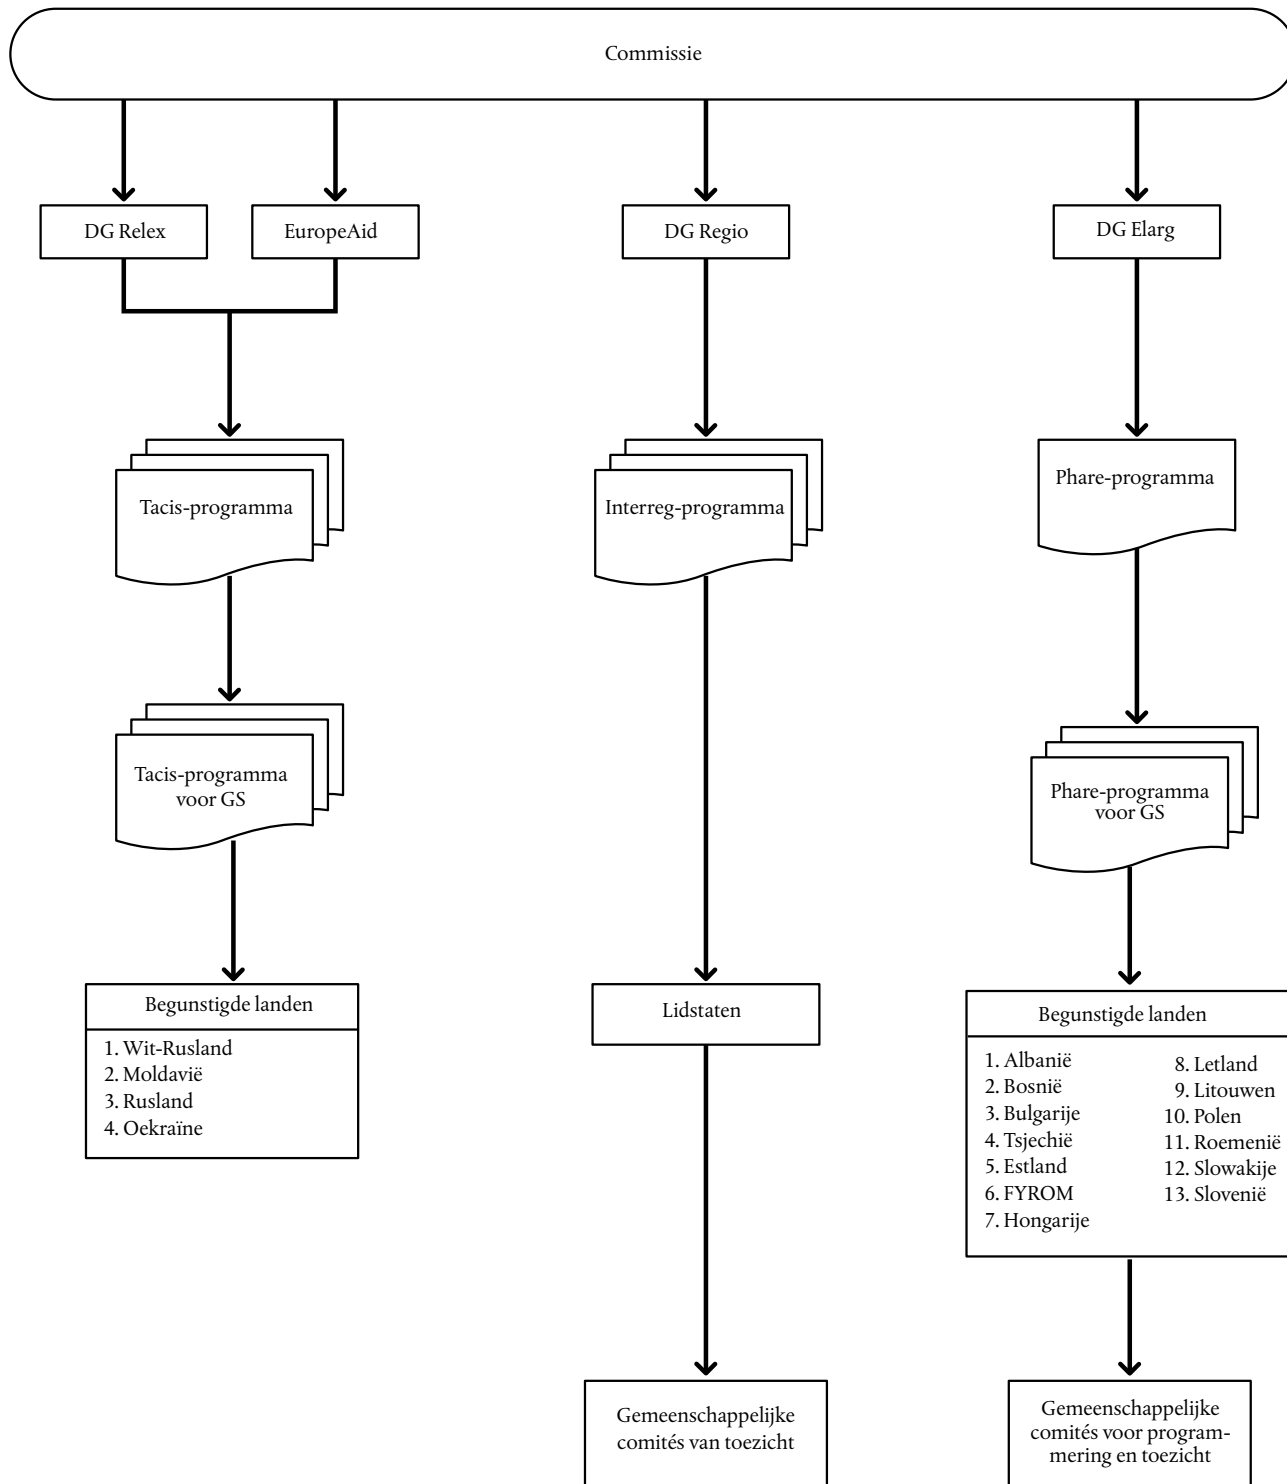 Commissie
DG Relex
EuropeAid
DG Regio
DG Elarg
Tacis-programma
Interreg-programma
Phare-programma
Tacis-programma
voor GS
Phare-programma
voor GS
Begunstigde landen
1. Wit-Rusland
2. Moldavië
3. Rusland
4. Oekraïne
Lidstaten
Begunstigde landen
1. Albanië
2. Bosnië
3. Bulgarije
4. Tsjechië
5. Estland
6. FYROM
7. Hongarije
8. Letland
9. Litouwen
10. Polen
11. Roemenië
12. Slowakije
13. Slovenië
Gemeenschappelijke
comités van toezicht
Gemeenschappelijke
comités voor program-
mering en toezicht